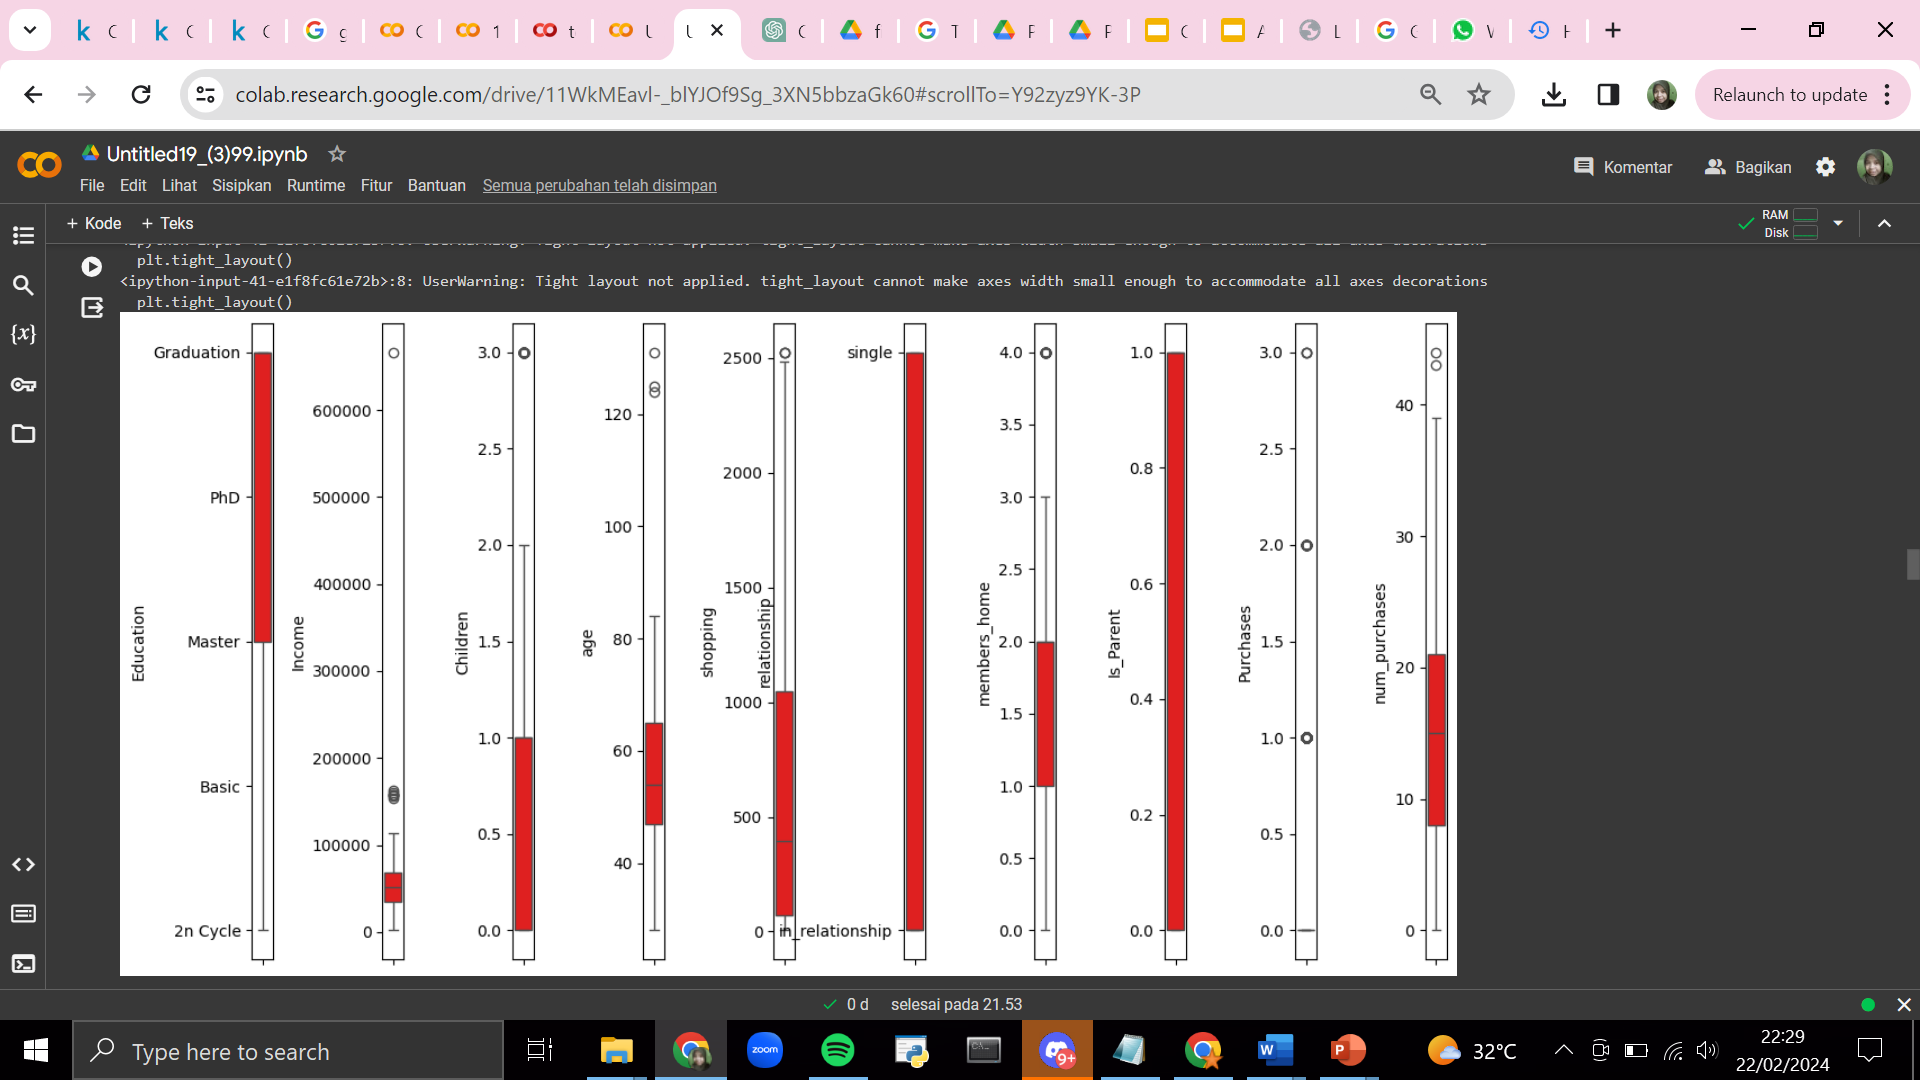 colab.research.google.com/drive/11WkMEavl-_blYJOf9Sg_3XN5bbzaGk60#scrollTo=Y92zyz9YK-3P
Relaunch to update
Untitled19_(3)99.ipynb
File Edit Lihat Sisipkan Runtime Fitur Bantuan Semua perubahan telah disimpan
Komentar Bagikan
+ Kode + Teks
RAM
Disk
plt.tight_layout()
<ipython-input-41-e1f8fc61e72b>:8: UserWarning: Tight layout not applied. tight_layout cannot make axes width small enough to accommodate all axes decorations
plt.tight_layout()
Education
Graduation
PhD
Master
Basic
2n Cycle
Income
600000
500000
400000
300000
200000
100000
0
Children
3.0
2.5
2.0
1.5
1.0
0.5
0.0
age
120
100
80
60
40
shopping
2500
2000
1500
1000
500
0
relationship
single
in_relationship
members_home
4.0
3.5
3.0
2.5
2.0
1.5
1.0
0.5
0.0
Is_Parent
1.0
0.8
0.6
0.4
0.2
0.0
Purchases
3.0
2.5
2.0
1.5
1.0
0.5
0.0
num_purchases
40
30
20
10
0
0 d selesai pada 21.53
Type here to search
zoom
9+
32°C
22:29
22/02/2024